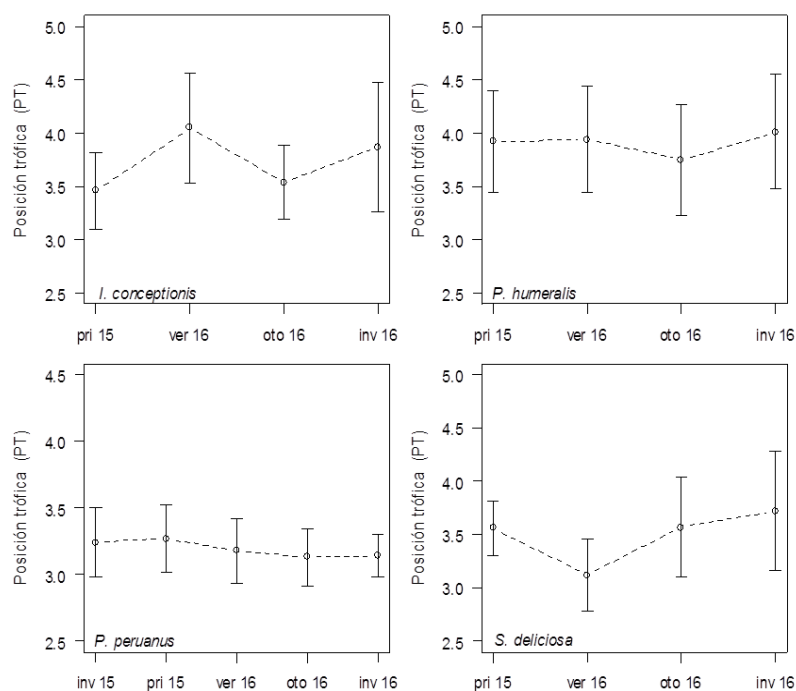 Posición trófica (PT)
5.0
4.5
4.0
3.5
3.0
2.5
I. conceptionis
pri 15 ver 16 oto 16 inv 16
Posición trófica (PT)
5.0
4.5
4.0
3.5
3.0
2.5
P. humeralis
pri 15 ver 16 oto 16 inv 16
Posición trófica (PT)
4.5
4.0
3.5
3.0
2.5
P. peruanus
inv 15 pri 15 ver 16 oto 16 inv 16
Posición trófica (PT)
5.0
4.5
4.0
3.5
3.0
2.5
S. deliciosa
pri 15 ver 16 oto 16 inv 16